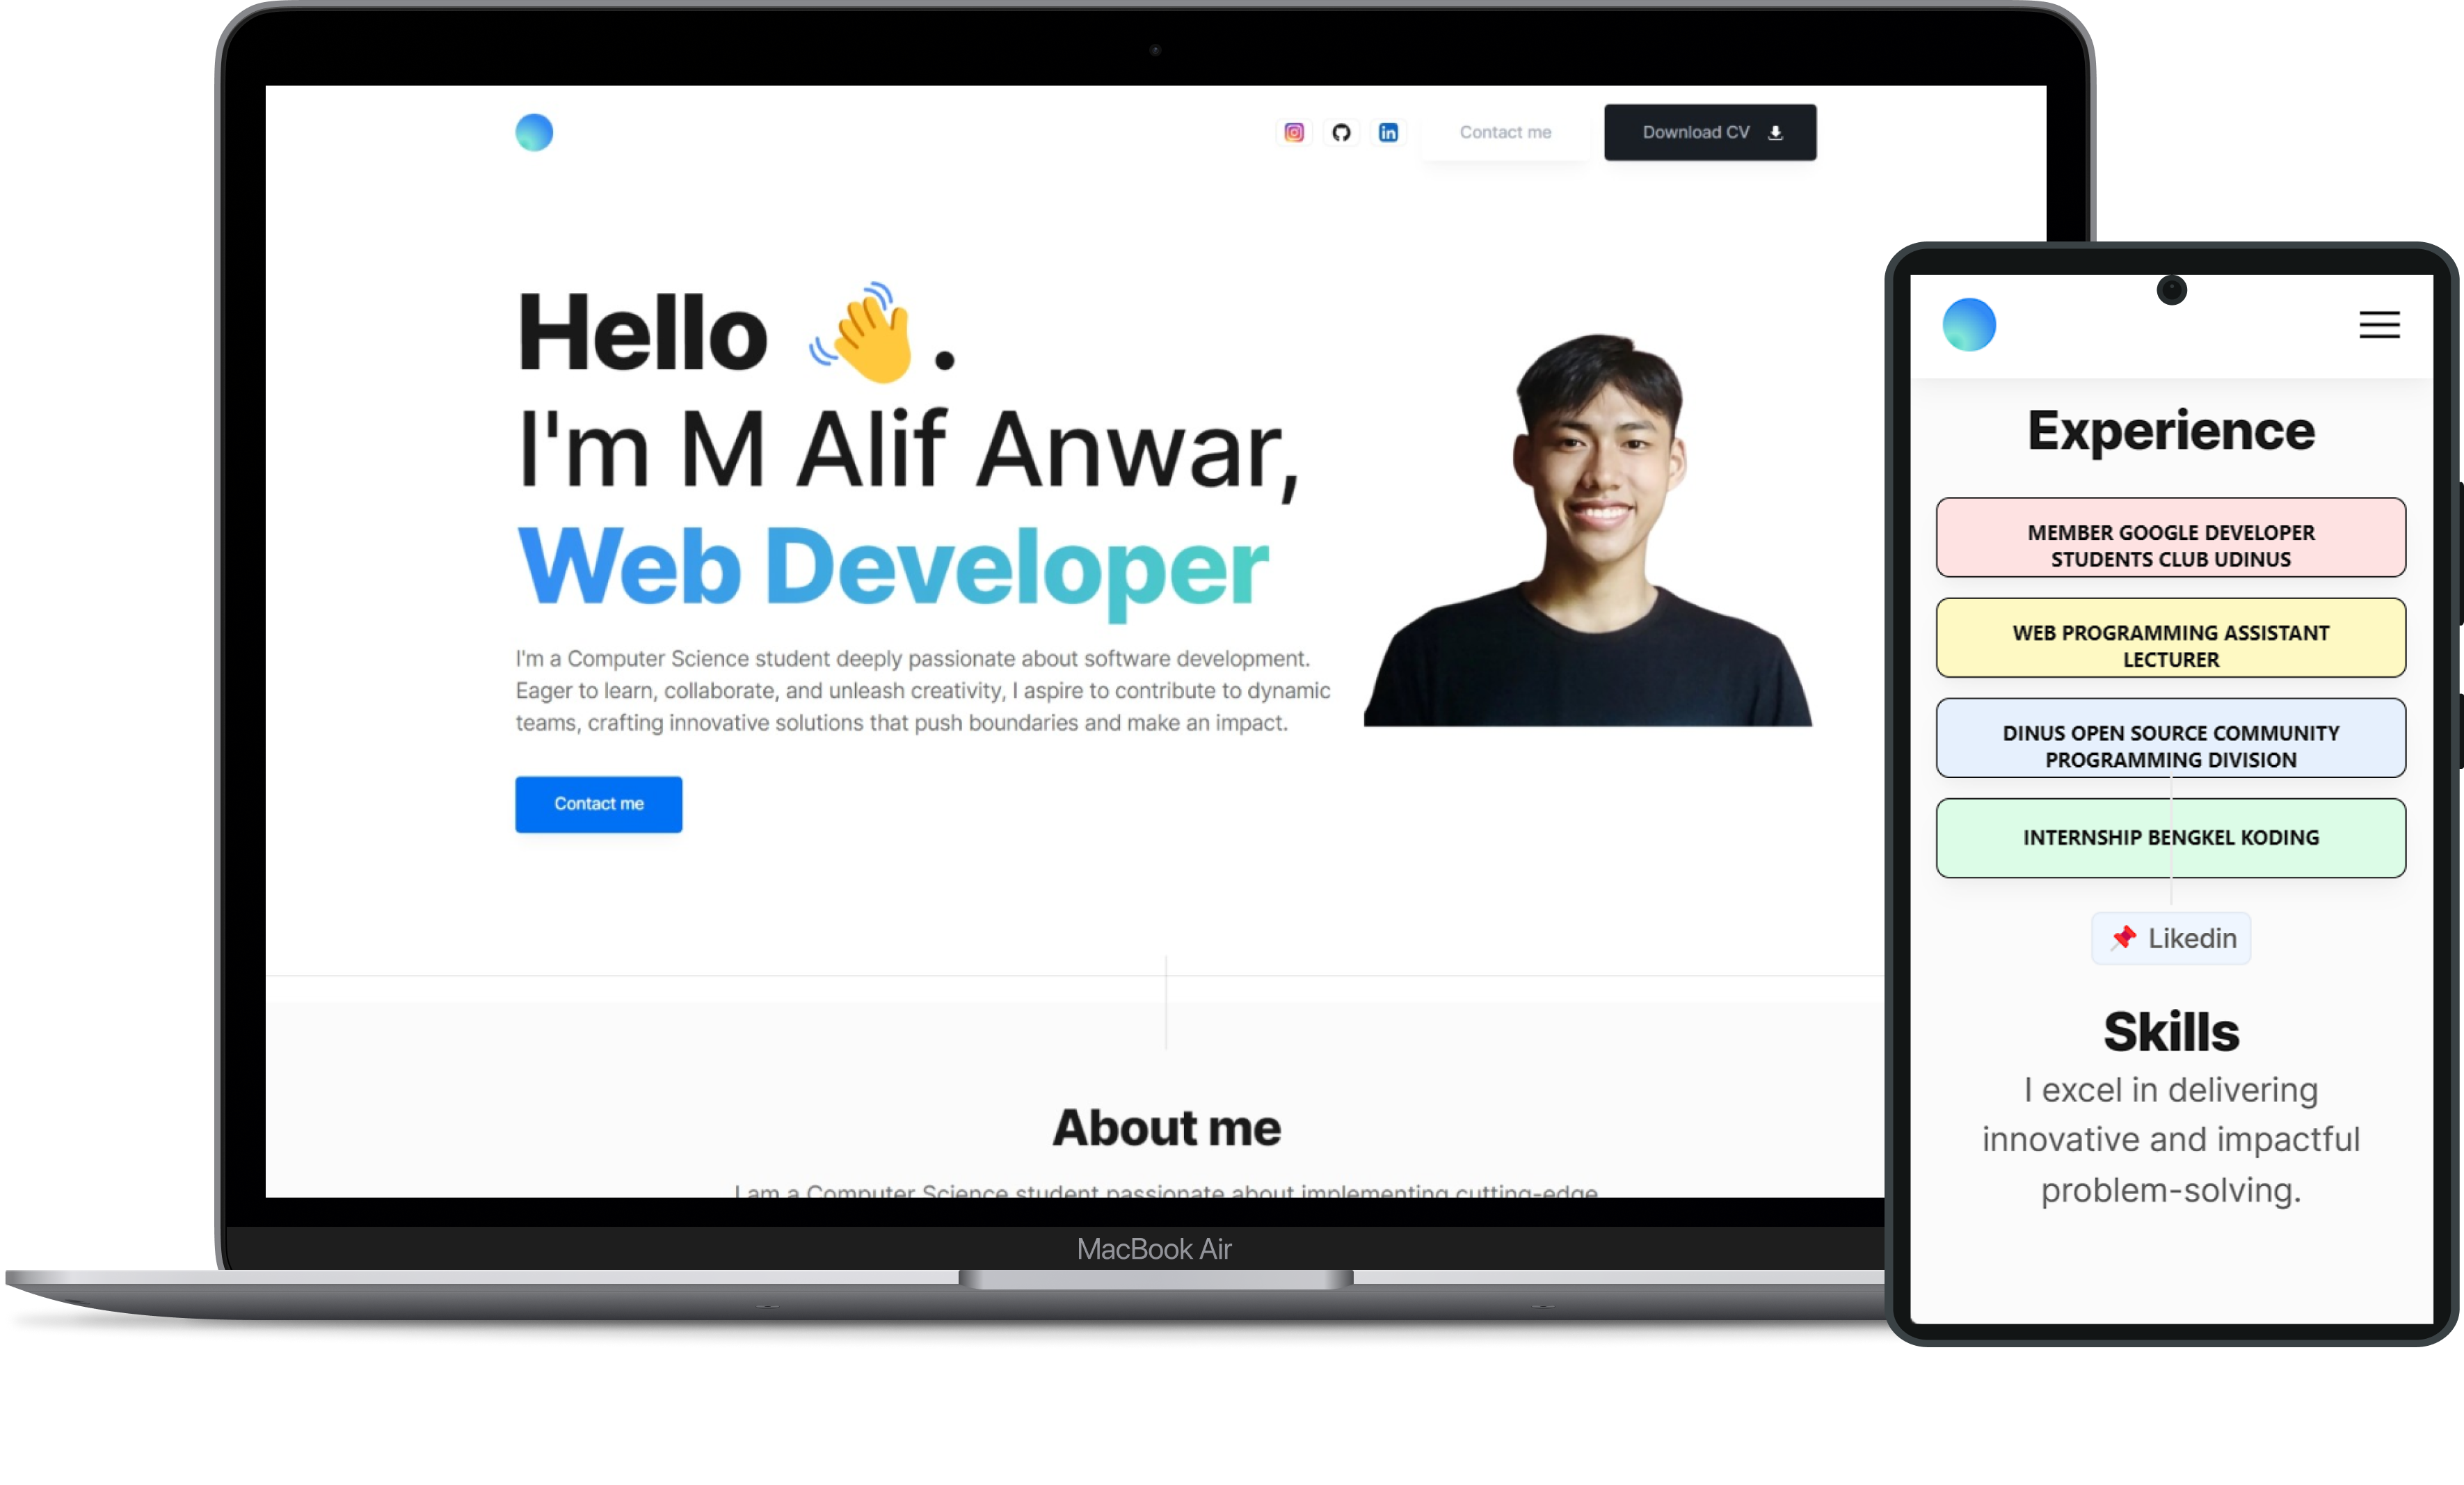 Contact me
Download CV
Hello 👋.
I'm M Alif Anwar,
Web Developer
I'm a Computer Science student deeply passionate about software development.
Eager to learn, collaborate, and unleash creativity, I aspire to contribute to dynamic
teams, crafting innovative solutions that push boundaries and make an impact.
Contact me
About me
I am a Computer Science student passionate about implementing cutting-edge
MacBook Air
Experience
MEMBER GOOGLE DEVELOPER
STUDENTS CLUB UDINUS
WEB PROGRAMMING ASSISTANT
LECTURER
DINUS OPEN SOURCE COMMUNITY
PROGRAMMING DIVISION
INTERNSHIP BENGKEL KODING
📌 Likedin
Skills
I excel in delivering
innovative and impactful
problem-solving.